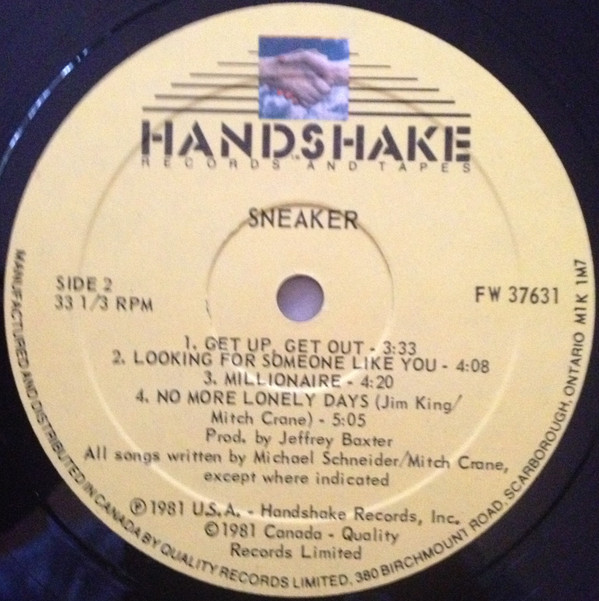 HANDSHAKE
RECORDS AND TAPES
SNEAKER
SIDE 2
33 1/3 RPM
FW 37631
1. GET UP, GET OUT - 3:33
2. LOOKING FOR SOMEONE LIKE YOU - 4:08
3. MILLIONAIRE - 4:20
4. NO MORE LONELY DAYS (Jim King/
Mitch Crane) - 5:05
Prod. by Jeffrey Baxter
All songs written by Michael Schneider/Mitch Crane,
except where indicated
℗1981 U.S.A. - Handshake Records, Inc.
©1981 Canada - Quality
Records Limited
MANUFACTURED AND DISTRIBUTED IN CANADA BY QUALITY RECORDS LIMITED, 380 BIRCHMOUNT ROAD, SCARBOROUGH, ONTARIO M1K 1M7